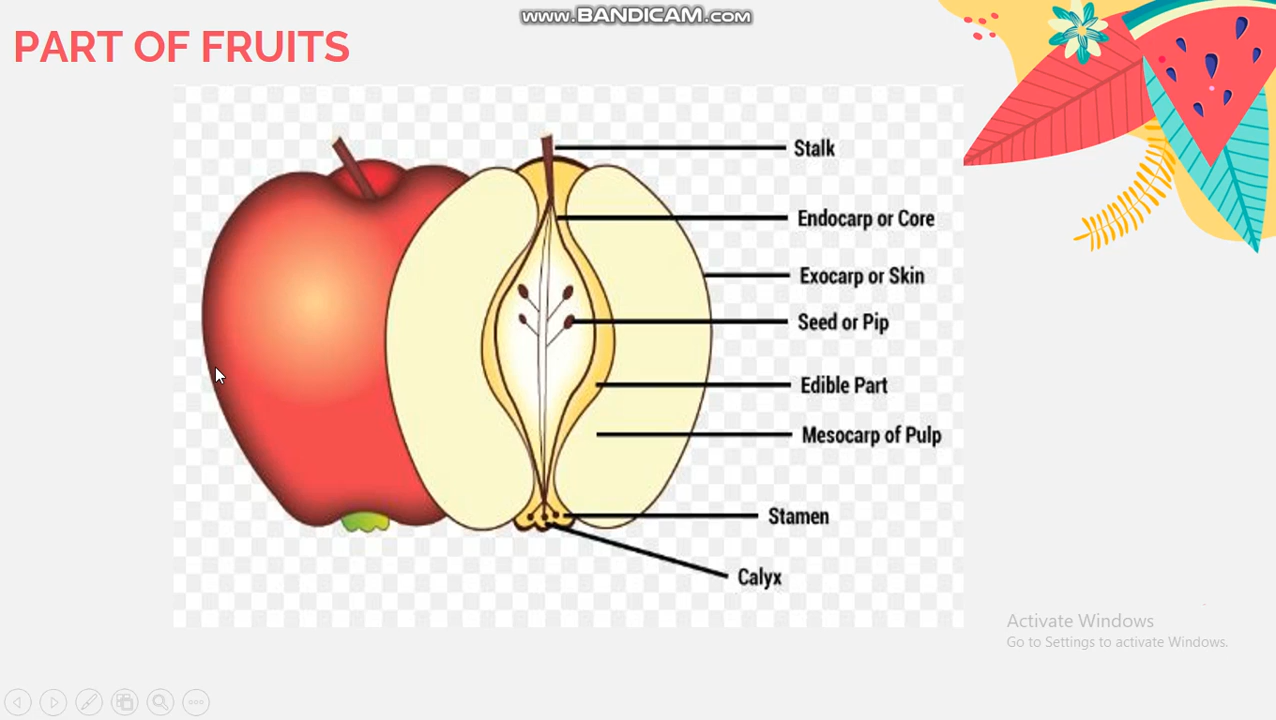 www.BANDICAM.com
PART OF FRUITS
Stalk
Endocarp or Core
Exocarp or Skin
Seed or Pip
Edible Part
Mesocarp of Pulp
Stamen
Calyx
Activate Windows
Go to Settings to activate Windows.